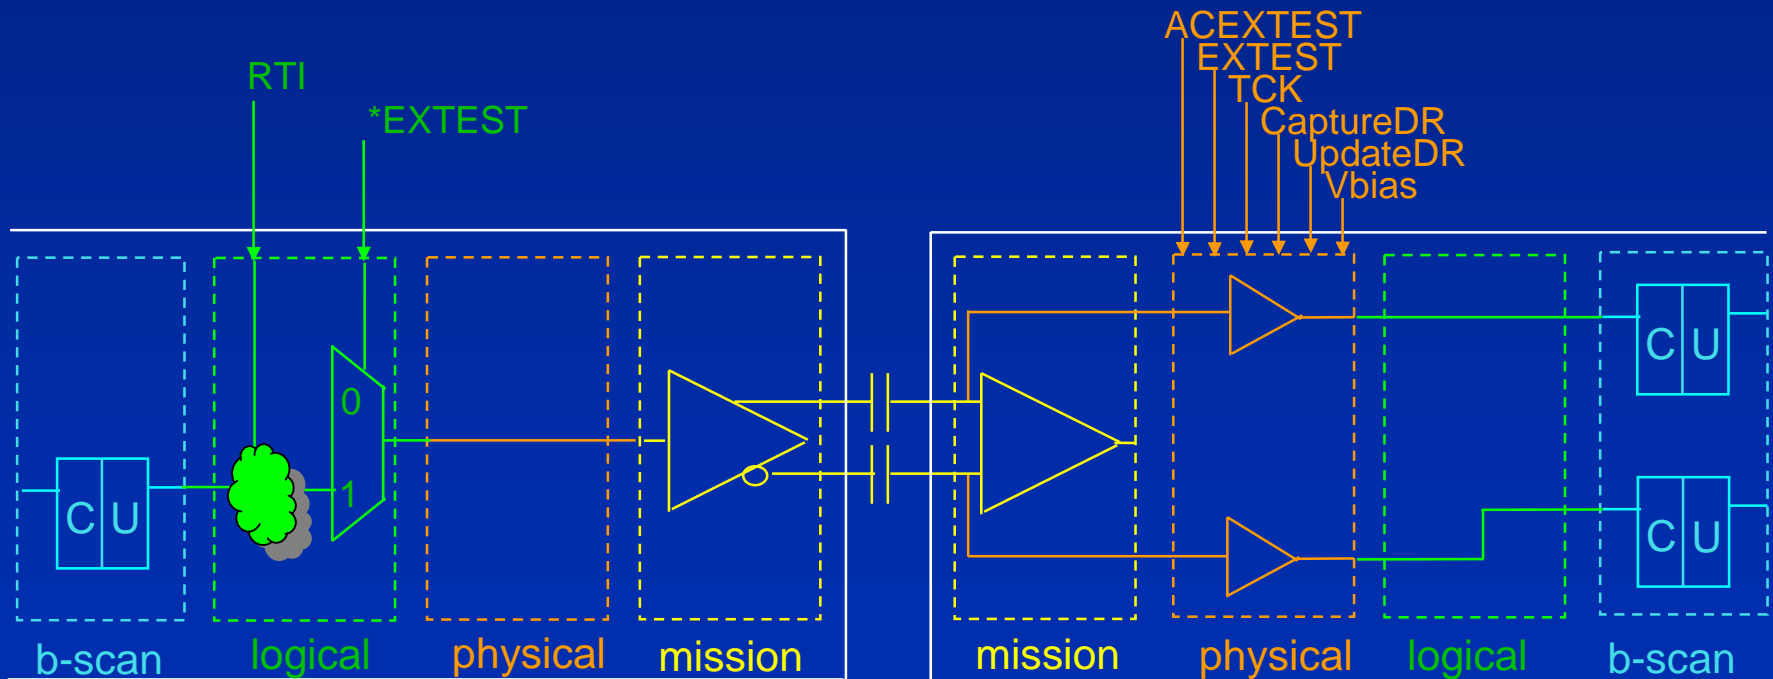 ACEXTEST
EXTEST
RTI
TCK
*EXTEST
CaptureDR
UpdateDR
Vbias
0
1
C U
C U
C U
b-scan logical physical mission mission physical logical b-scan